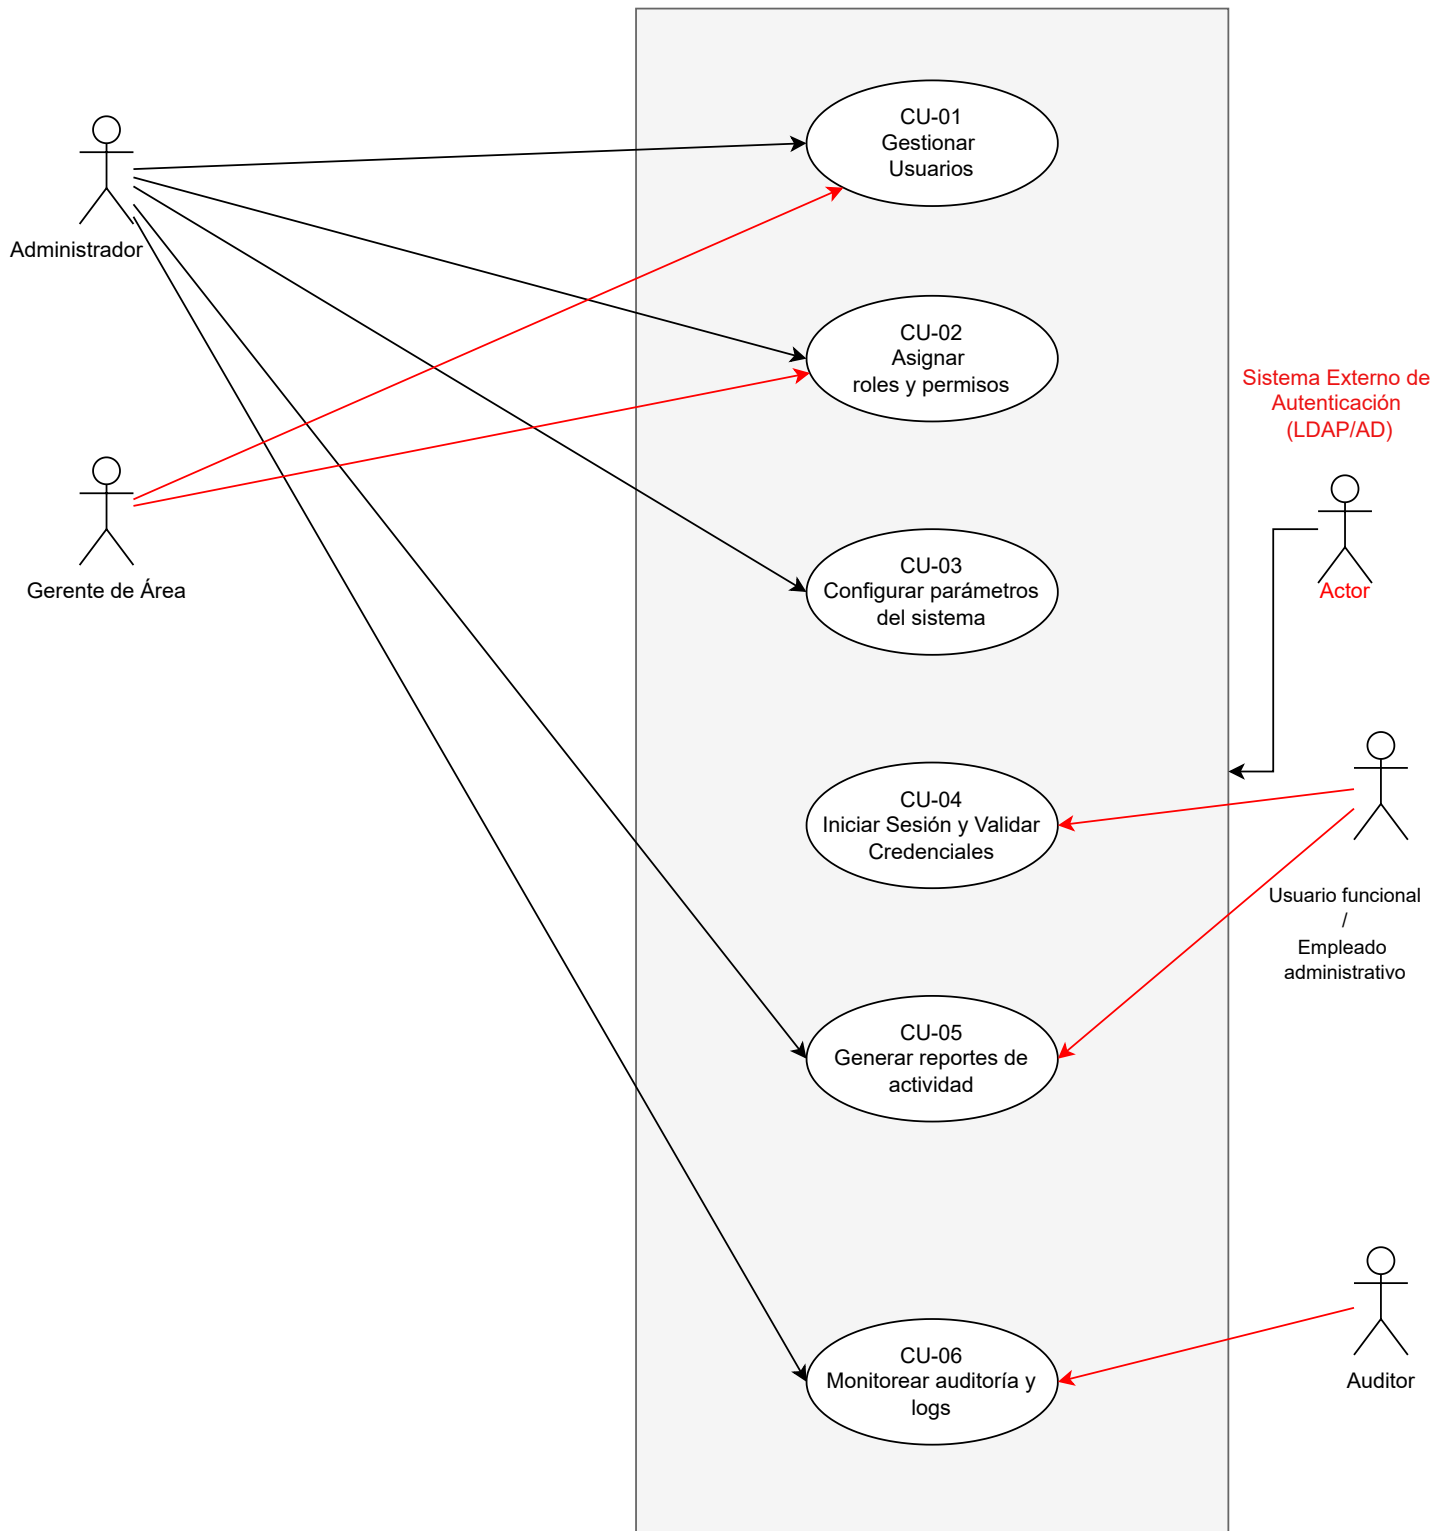 CU-01
Gestionar
Usuarios
Administrador
CU-02
Asignar
roles y permisos
Sistema Externo de
Autenticación
(LDAP/AD)
Gerente de Área
CU-03
Configurar parámetros
del sistema
Actor
CU-04
Iniciar Sesión y Validar
Credenciales
Usuario funcional
/
Empleado
administrativo
CU-05
Generar reportes de
actividad
CU-06
Monitorear auditoría y
logs
Auditor